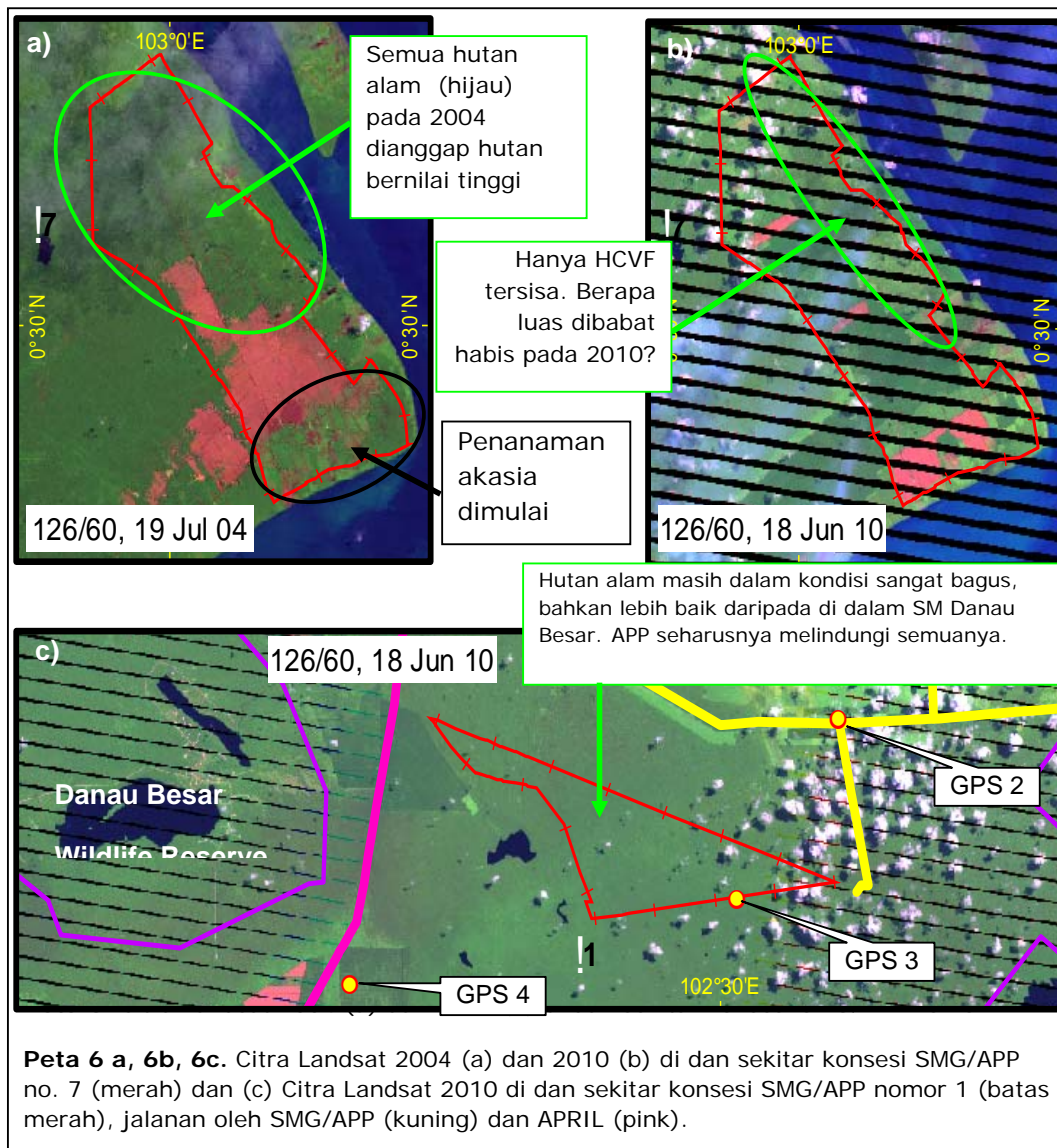 a)
103°0'E
Semua hutan
alam (hijau)
pada 2004
dianggap hutan
bernilai tinggi
b)
103°0'E
!7
0°30'N
0°30'N
Hanya HCVF
tersisa. Berapa
luas dibabat
habis pada 2010?
0°30'N
Penanaman
akasia
dimulai
126/60, 19 Jul 04
126/60, 18 Jun 10
Hutan alam masih dalam kondisi sangat bagus,
bahkan lebih baik daripada di dalam SM Danau
Besar. APP seharusnya melindungi semuanya.
c)
126/60, 18 Jun 10
GPS 2
Danau Besar
Wildlife Reserve
!1
GPS 3
GPS 4
102°30'E
Peta 6 a, 6b, 6c. Citra Landsat 2004 (a) dan 2010 (b) di dan sekitar konsesi SMG/APP
no. 7 (merah) dan (c) Citra Landsat 2010 di dan sekitar konsesi SMG/APP nomor 1 (batas
merah), jalanan oleh SMG/APP (kuning) dan APRIL (pink).